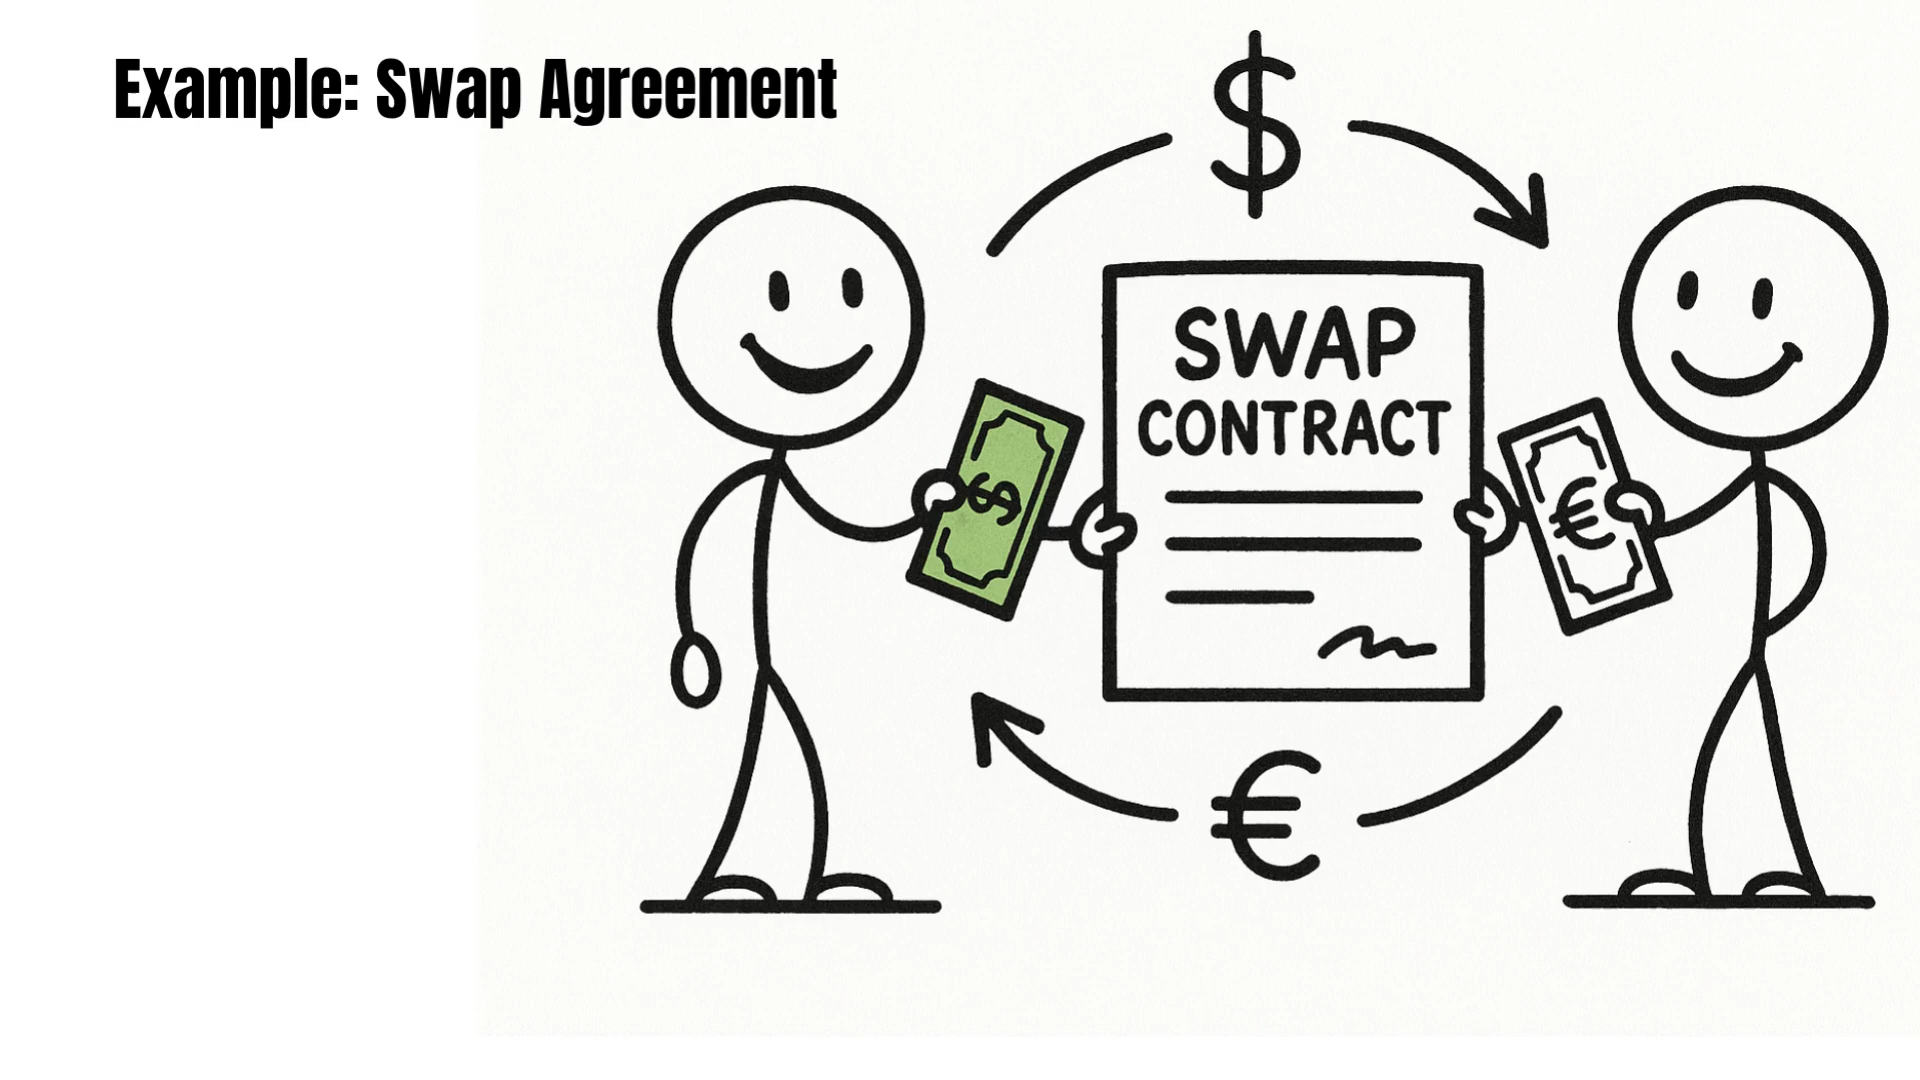 Example: Swap Agreement
$
SWAP
CONTRACT
$
€
€